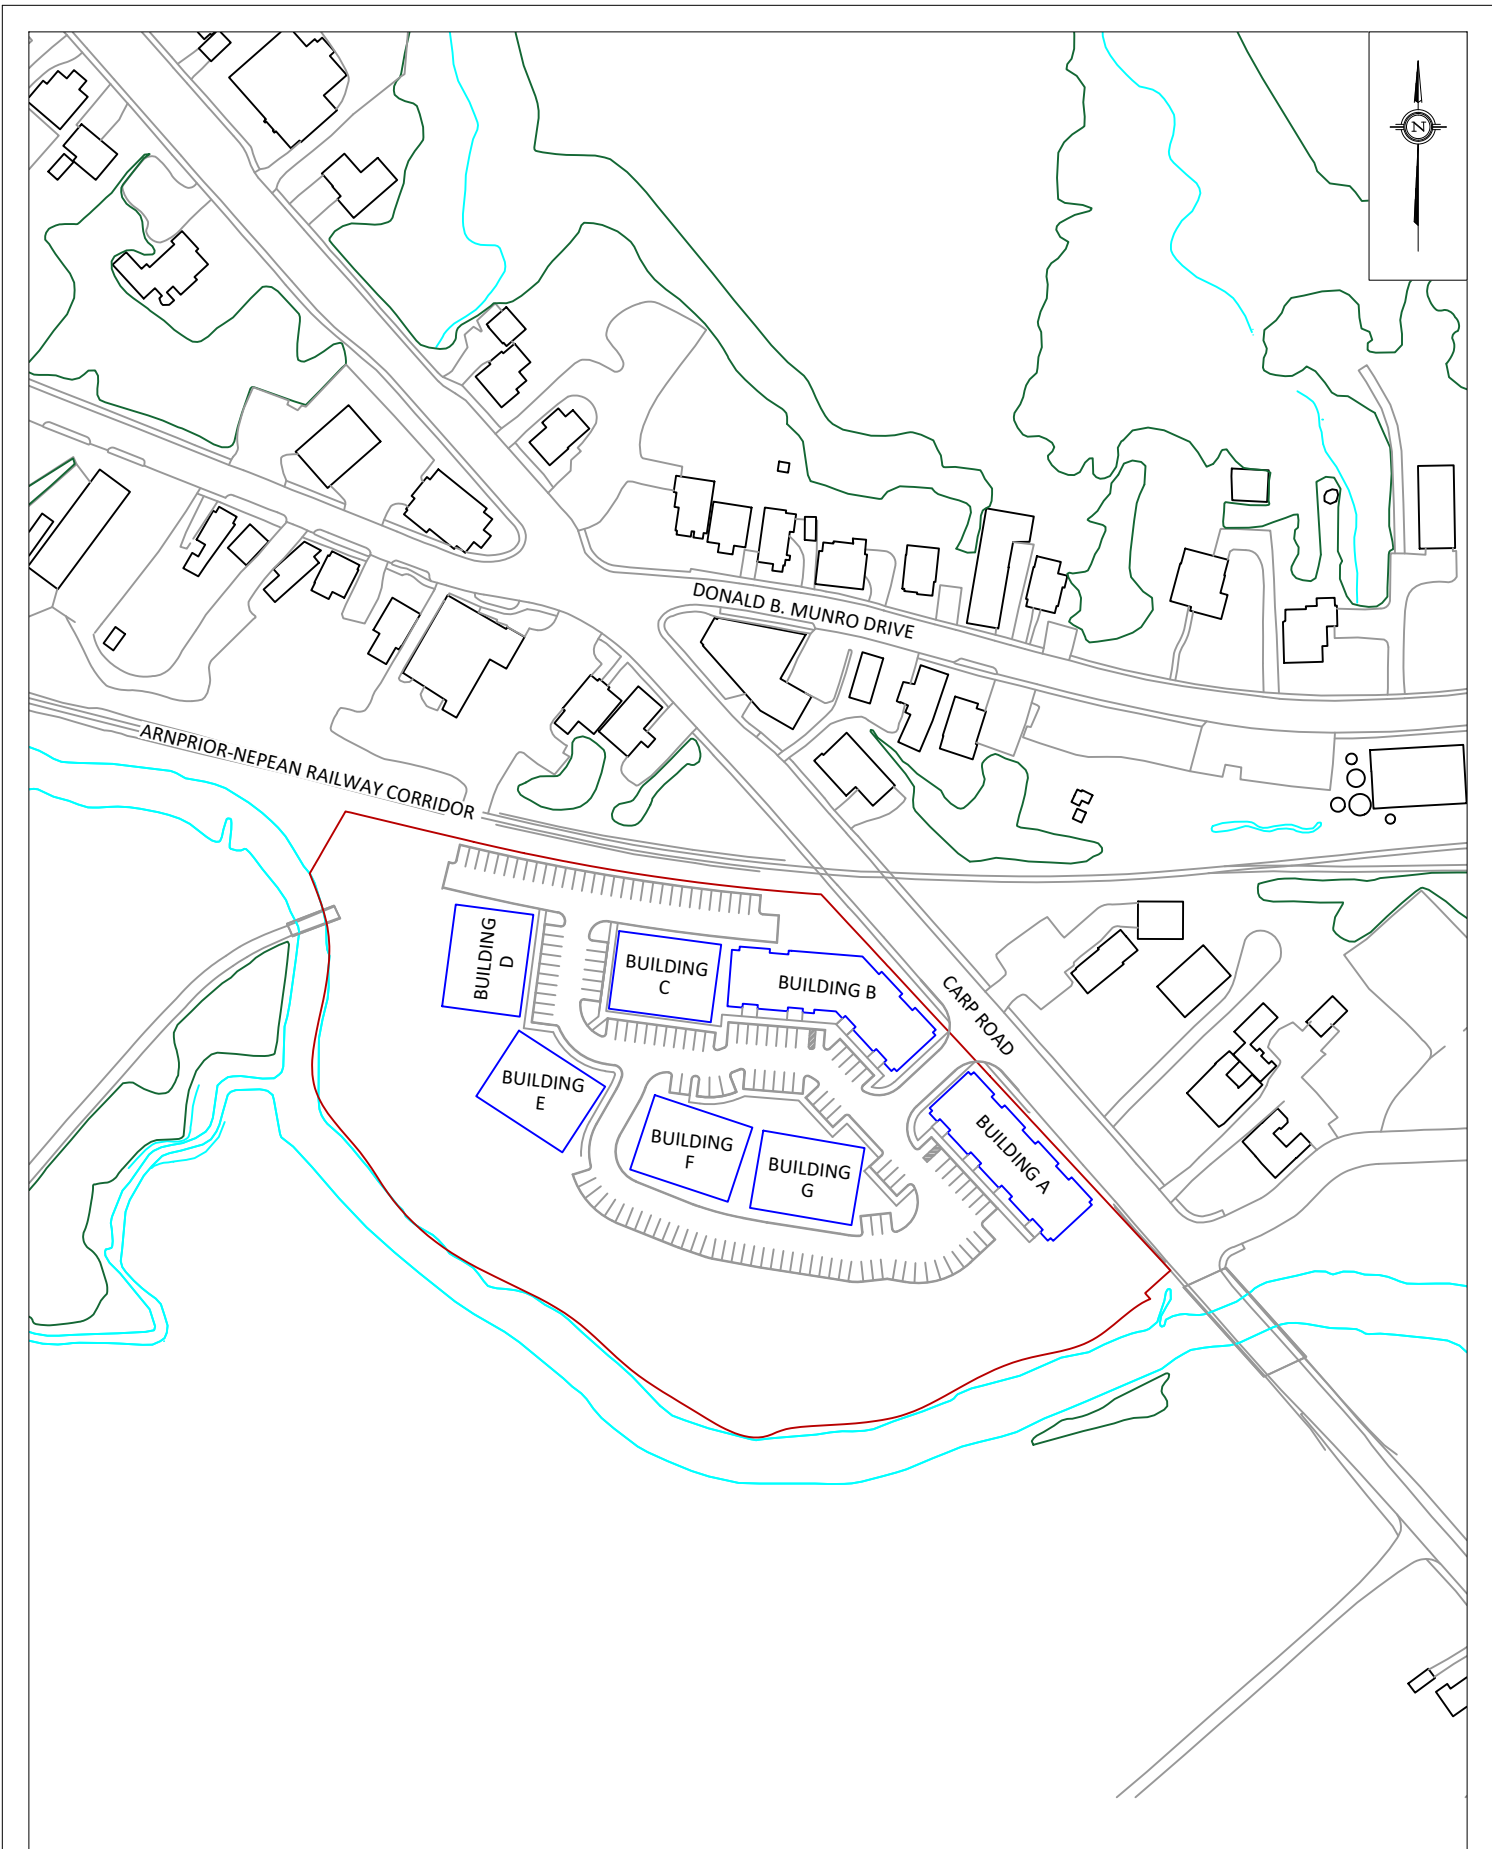 N
DONALD B. MUNRO DRIVE
ARNPRIOR-NEPEAN RAILWAY CORRIDOR
BUILDING
D
BUILDING
C
BUILDING B
CARP ROAD
BUILDING
E
BUILDING
F
BUILDING
G
BUILDING A